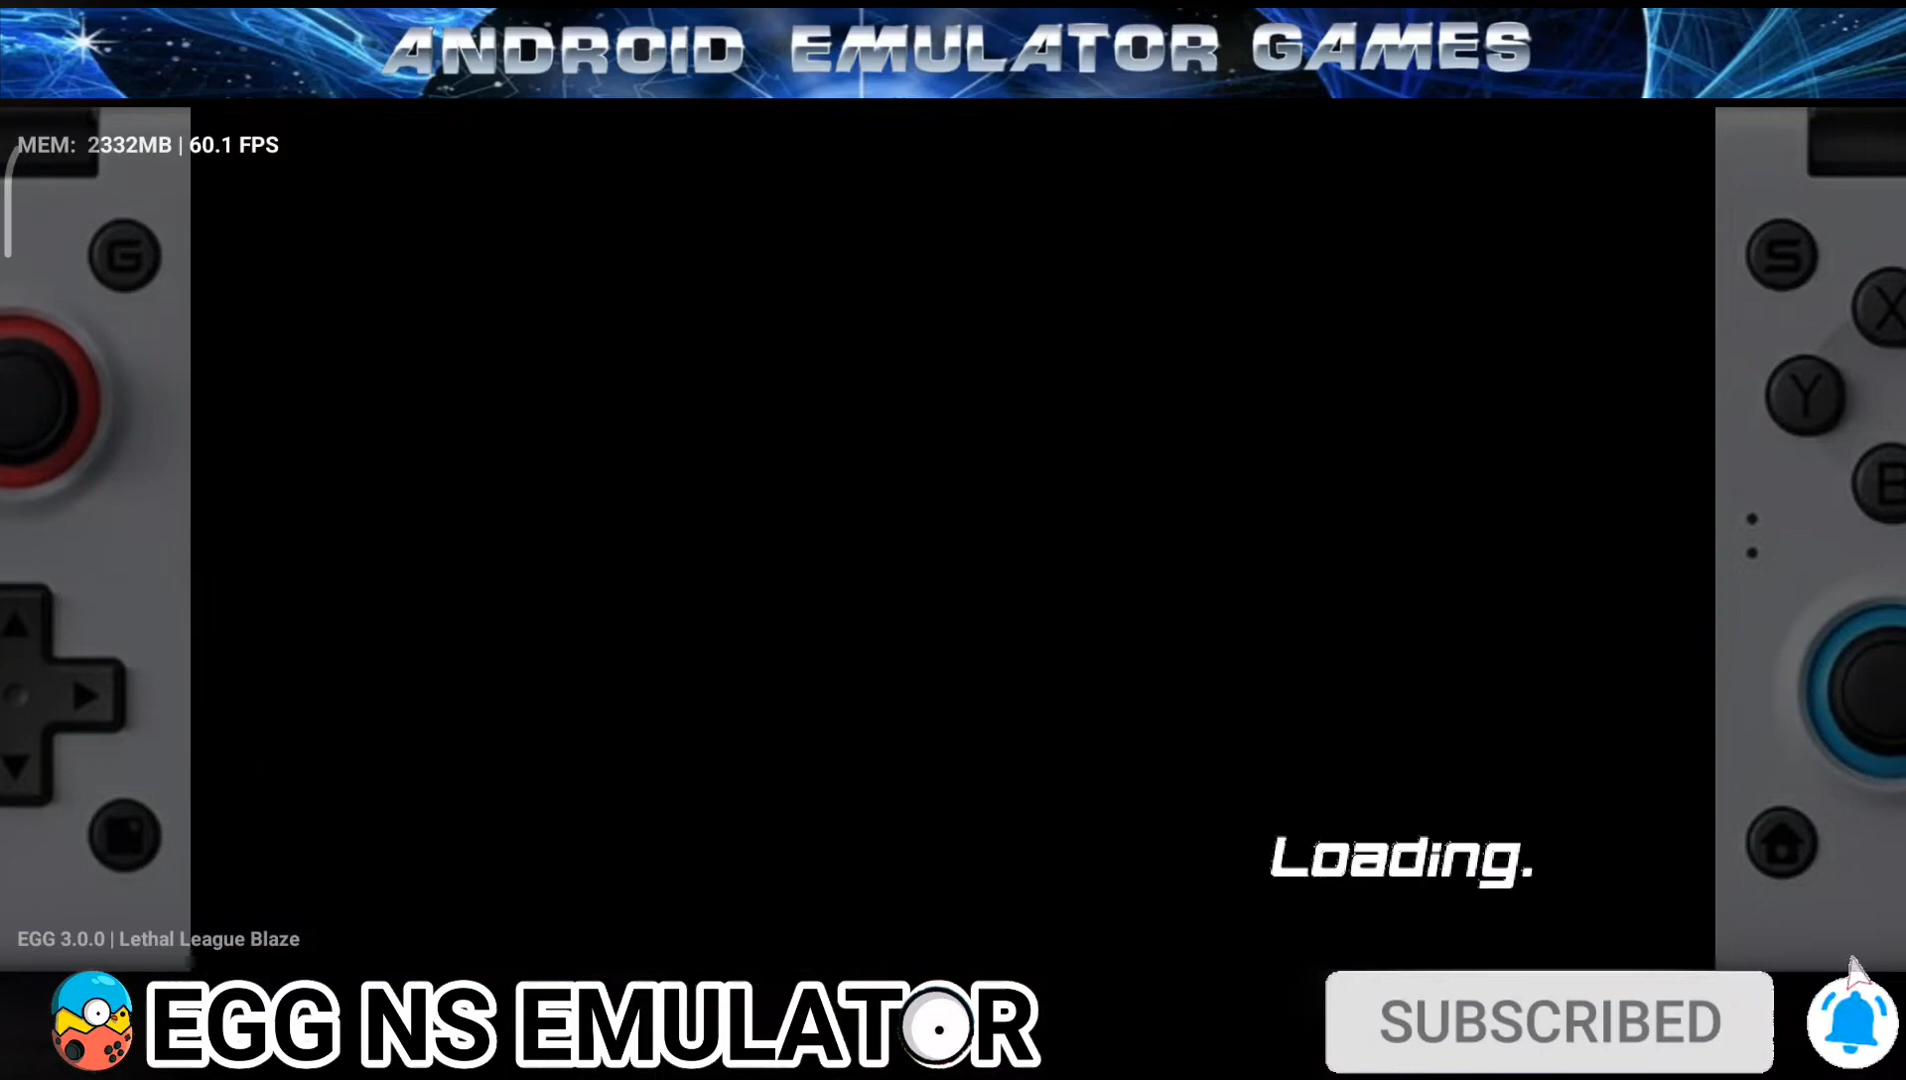 ANDROID EMULATOR GAMES
MEM: 2332MB | 60.1 FPS
G
S
X
Y
B
Loading.
EGG 3.0.0 | Lethal League Blaze
EGG NS EMULATOR
SUBSCRIBED